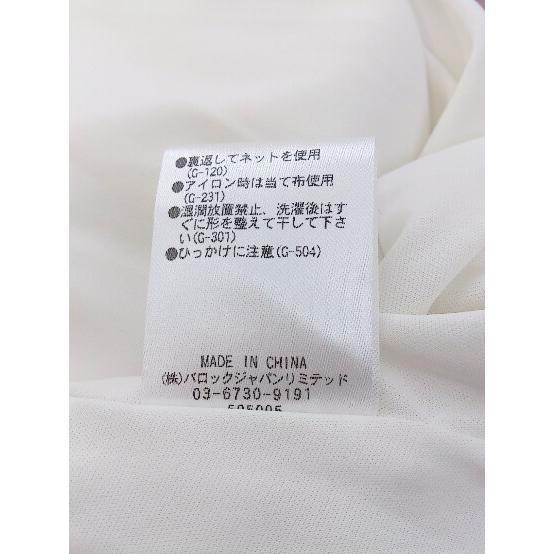 ●裏返してネットを使用
(G-120)
●アイロン時は当て布使用
(G-231)
●湿潤放置禁止、洗濯後はす
ぐに形を整えて干して下さ
い(G-301)
●ひっかけに注意(G-504)
MADE IN CHINA
(株)バロックジャパンリミテッド
03-6730-9191